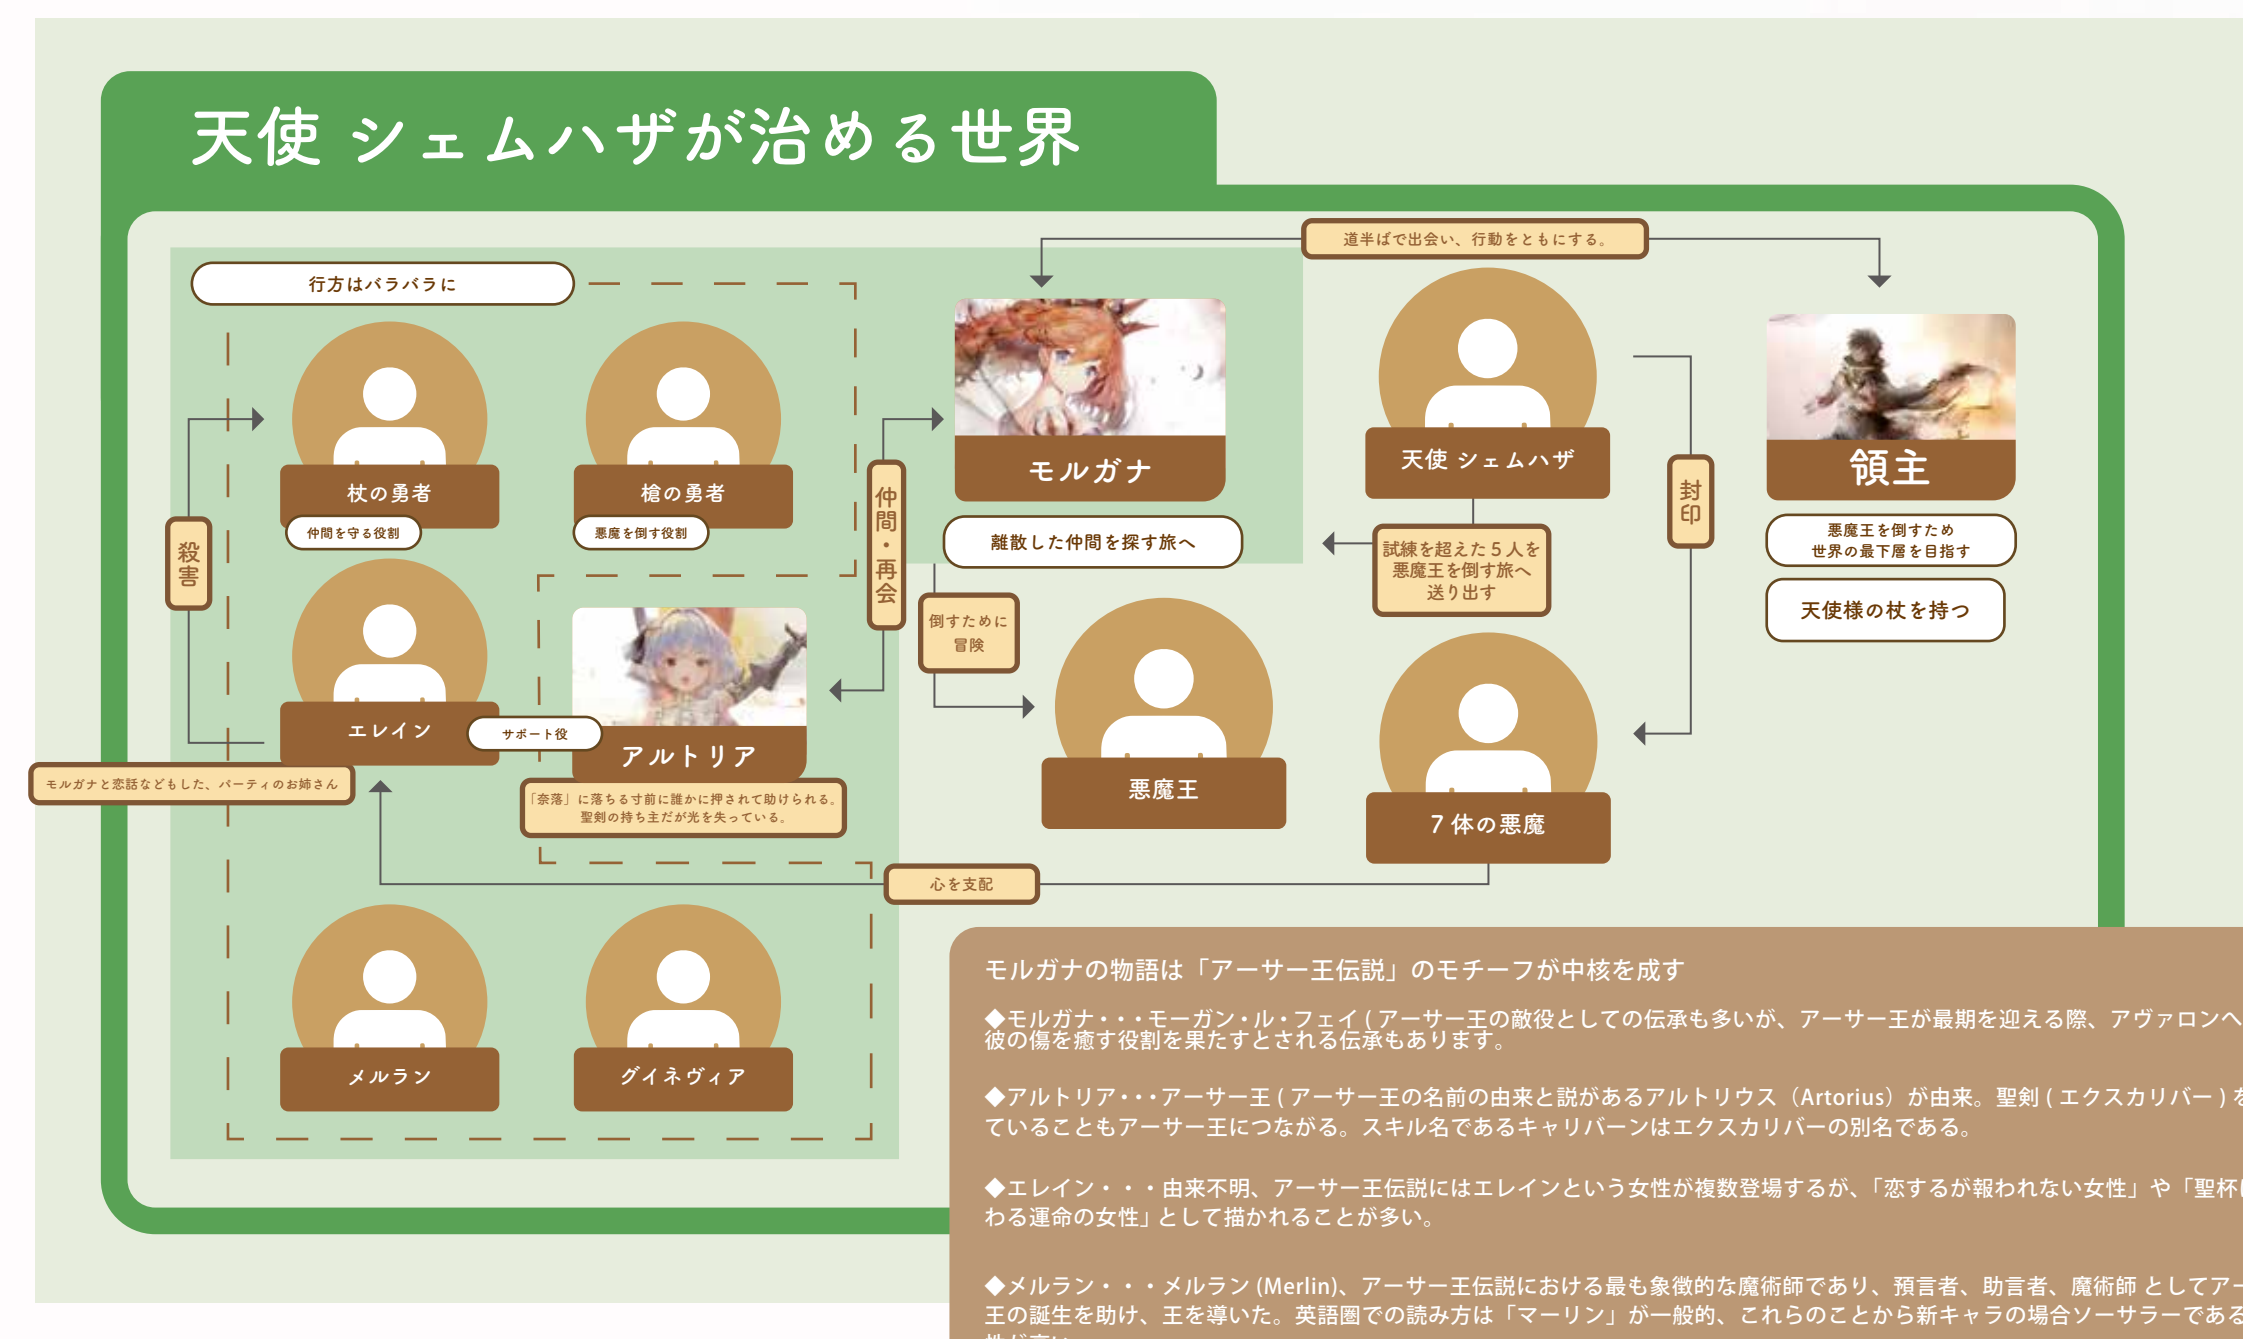 天使 シェムハザが治める世界
道半ばで出会い、行動をともにする。
行方はバラバラに
杖の勇者
仲間を守る役割
槍の勇者
悪魔を倒す役割
モルガナ
離散した仲間を探す旅へ
天使 シェムハザ
試練を超えた５人を
悪魔王を倒す旅へ
送り出す
封印
領主
悪魔王を倒すため
世界の最下層を目指す
天使様の杖を持つ
殺害
仲間・再会
倒すために
冒険
エレイン
サポート役
アルトリア
モルガナと恋話などもした、パーティのお姉さん
「奈落」に落ちる寸前に誰かに押されて助けられる。
聖剣の持ち主だが光を失っている。
悪魔王
７体の悪魔
心を支配
メルラン
グイネヴィア
モルガナの物語は「アーサー王伝説」のモチーフが中核を成す
◆モルガナ・・・モーガン・ル・フェイ ( アーサー王の敵役としての伝承も多いが、アーサー王が最期を迎える際、アヴァロンへ
彼の傷を癒す役割を果たすとされる伝承もあります。
◆アルトリア・・・アーサー王 ( アーサー王の名前の由来と説があるアルトリウス（Artorius）が由来。聖剣 ( エクスカリバー ) を
ていることもアーサー王につながる。スキル名であるキャリバーンはエクスカリバーの別名である。
◆エレイン・・・由来不明、アーサー王伝説にはエレインという女性が複数登場するが、「恋するが報われない女性」や「聖杯に
わる運命の女性」として描かれることが多い。
◆メルラン・・・メルラン (Merlin)、アーサー王伝説における最も象徴的な魔術師であり、預言者、助言者、魔術師 としてアー
王の誕生を助け、王を導いた。英語圏での読み方は「マーリン」が一般的、これらのことから新キャラの場合ソーサラーである